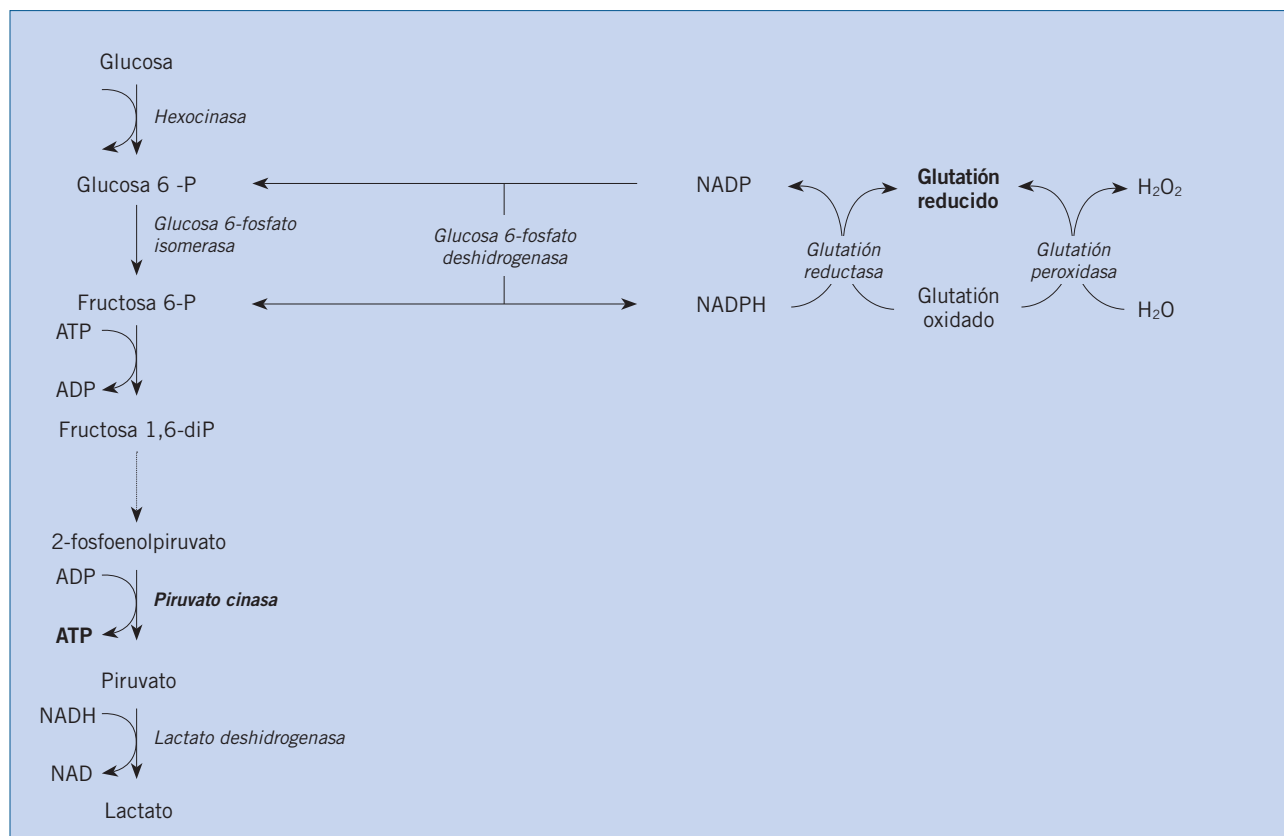 Glucosa
Hexocinasa
Glucosa 6 -P
NADP
Glutatión
reducido
H₂O₂
Glucosa 6-fosfato
isomerasa
Glucosa 6-fosfato
deshidrogenasa
Glutatión
reductasa
Glutatión
peroxidasa
Fructosa 6-P
NADPH
Glutatión
oxidado
H₂O
ATP
ADP
Fructosa 1,6-diP
2-fosfoenolpiruvato
ADP
Piruvato cinasa
ATP
Piruvato
NADH
Lactato deshidrogenasa
NAD
Lactato